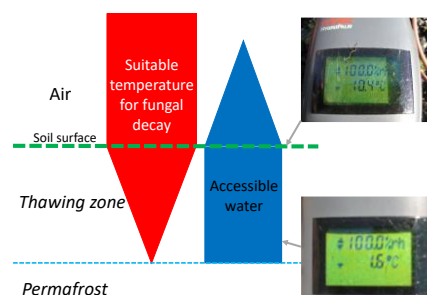 Suitable
temperature
for fungal
decay
Air
Soil surface
Thawing zone
Accessible
water
Permafrost
100.0%rh
10.4°C
100.0%rh
1.6°C